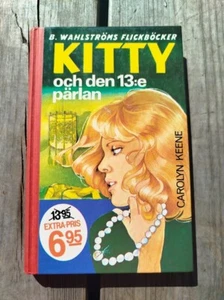 B. WAHLSTRÖMS FLICKBÖCKER
KITTY
och den 13:e
pärlan
CAROLYN KEENE
13.95
EXTRA PRIS
6.95